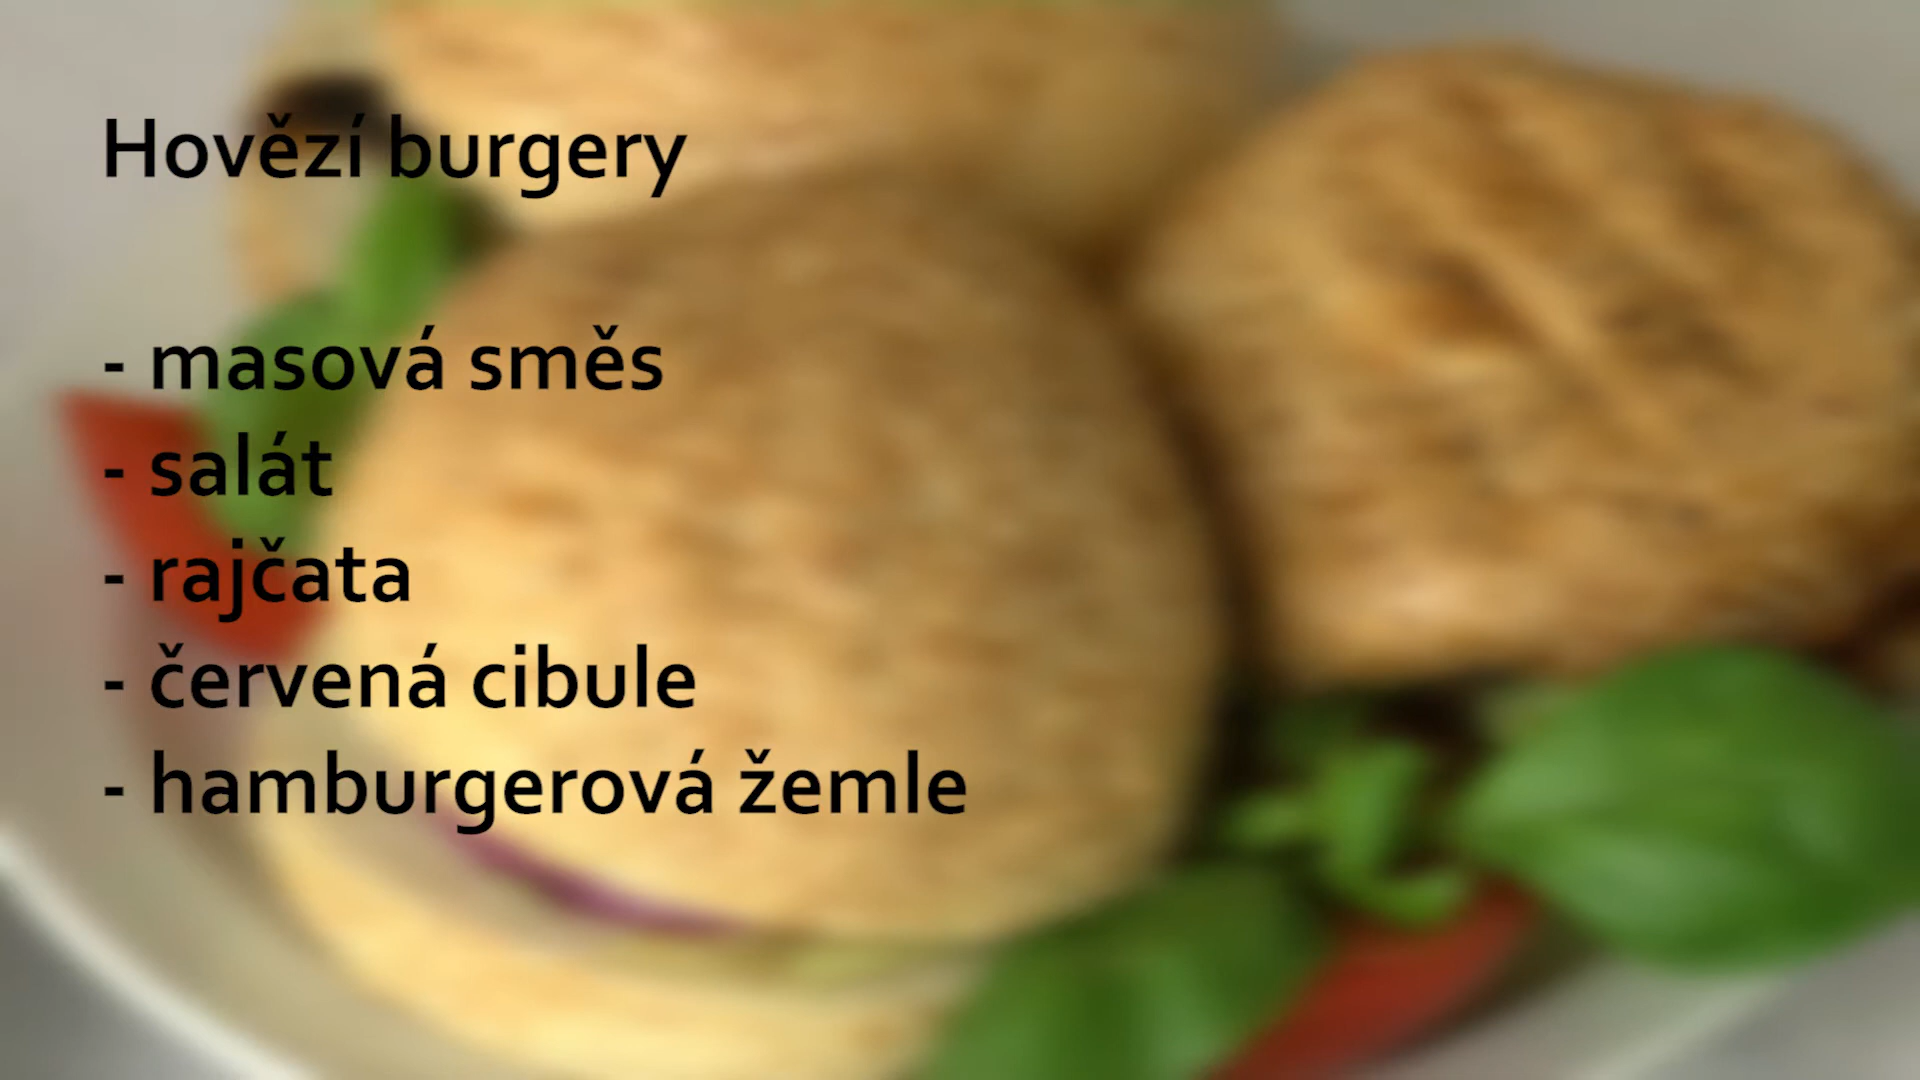 Hovězí burgery
- masová směs
- salát
- rajčata
- červená cibule
- hamburgerová žemle